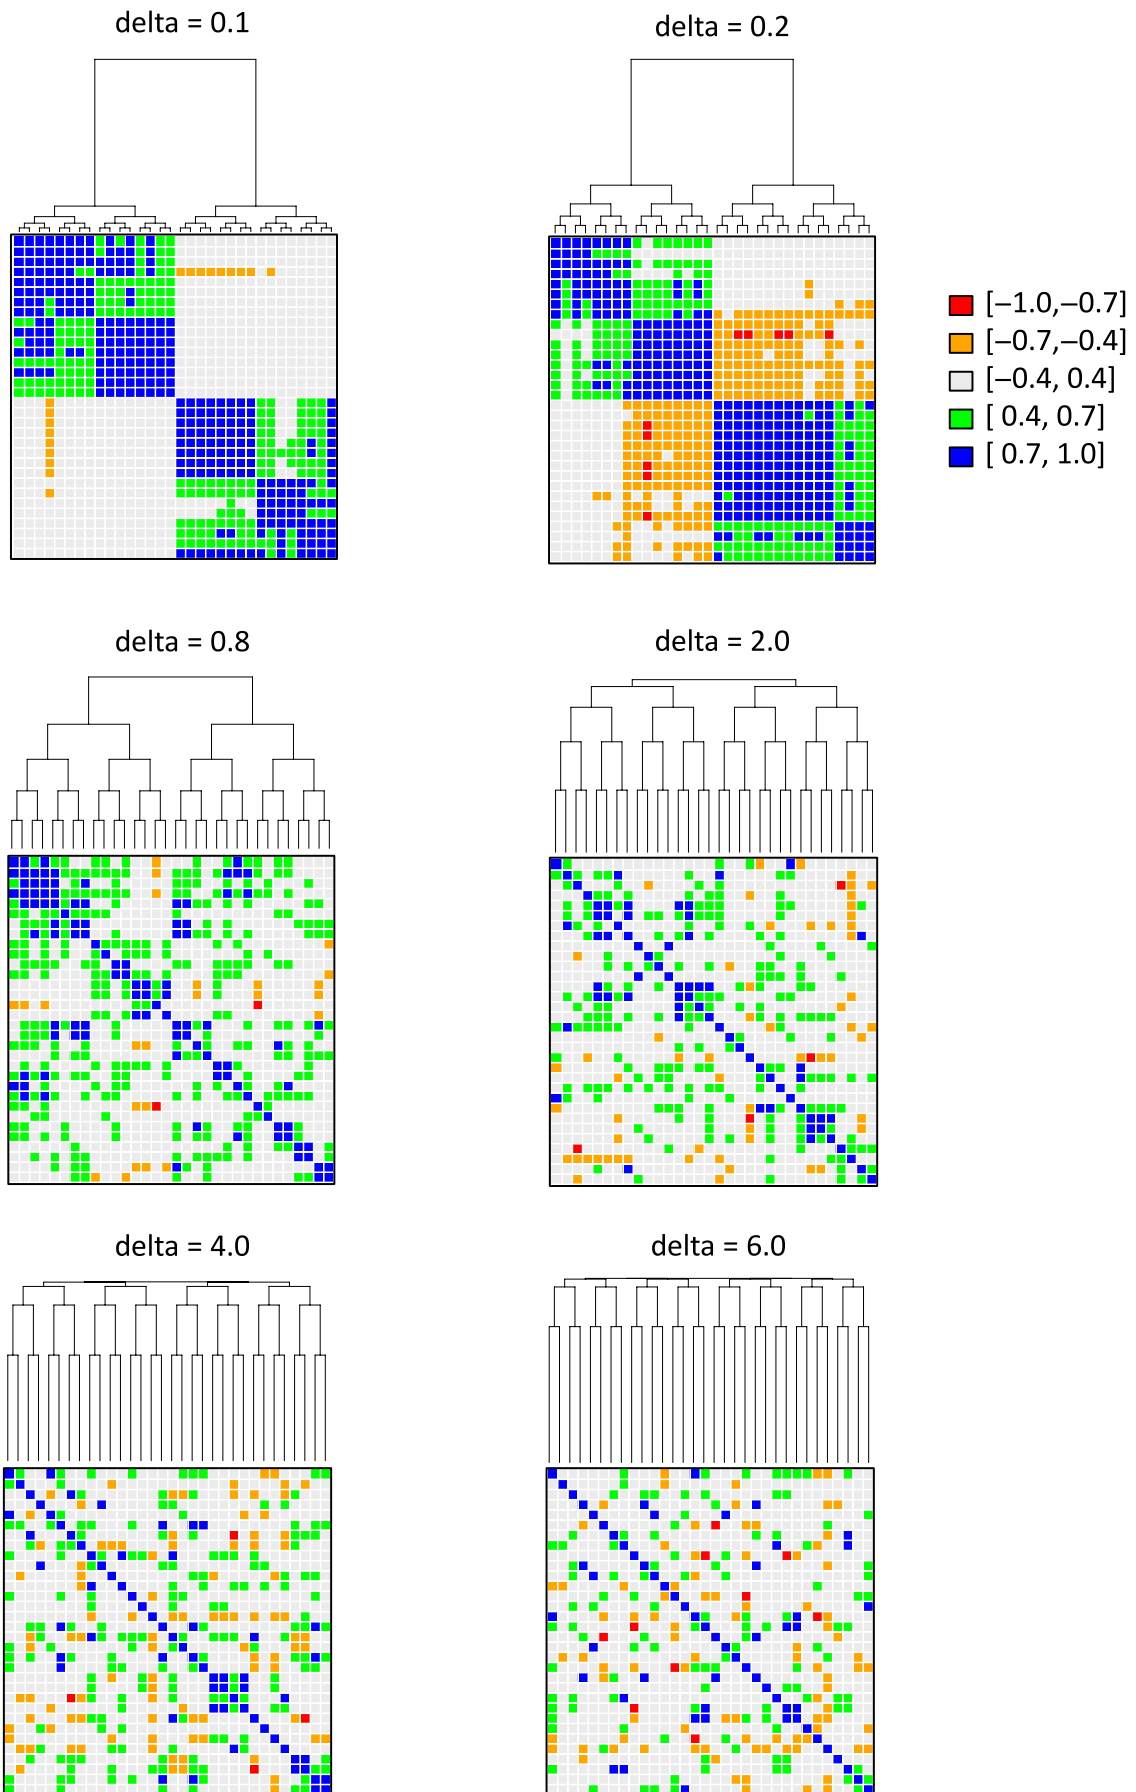 delta = 0.1
delta = 0.2
[–1.0,–0.7]
[–0.7,–0.4]
[–0.4, 0.4]
[ 0.4, 0.7]
[ 0.7, 1.0]
delta = 0.8
delta = 2.0
delta = 4.0
delta = 6.0